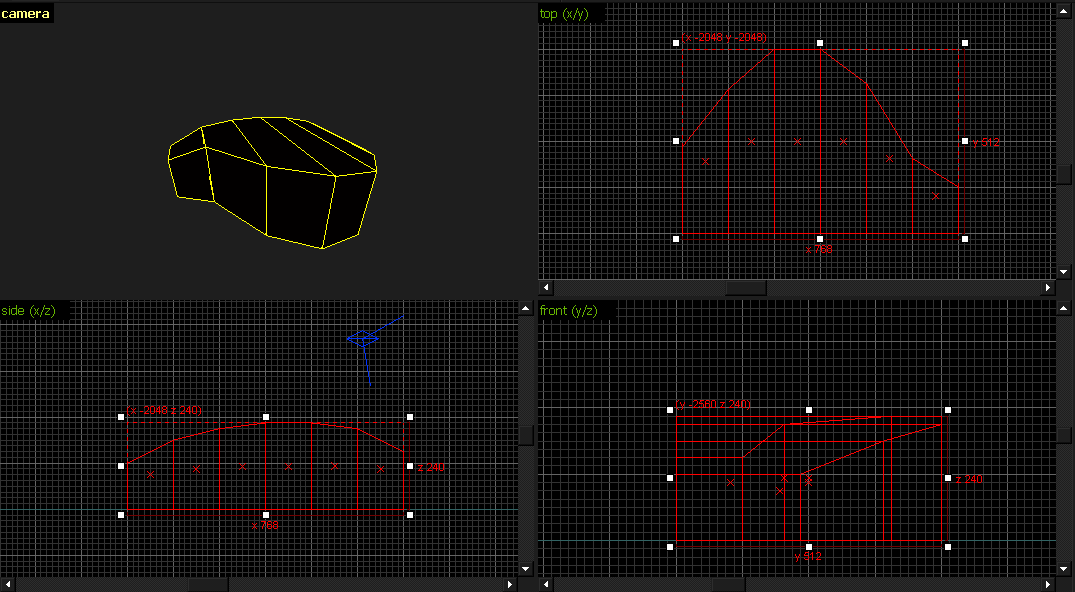 camera
top (x/y)
(x -2048 y -2048)
y 512
x 768
side (x/z)
(x -2048 z 240)
z 240
x 768
front (y/z)
(y -2560 z 240)
z 240
y 512